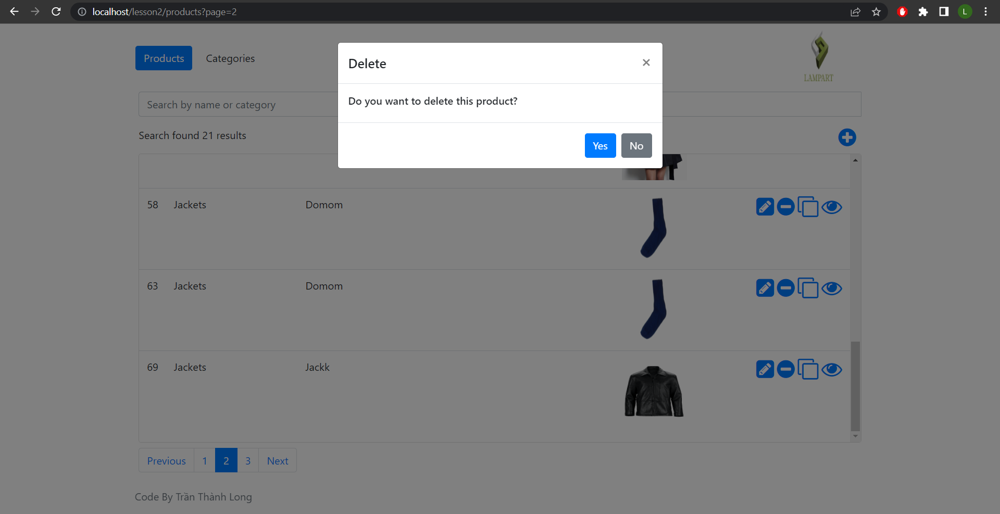 localhost/lesson2/products?page=2
L
Products
Categories
LAMPART
Delete
×
Do you want to delete this product?
Yes
No
Search by name or category
Search found 21 results
58 Jackets Domom
63 Jackets Domom
69 Jackets Jackk
Previous 1 2 3 Next
Code By Trần Thành Long